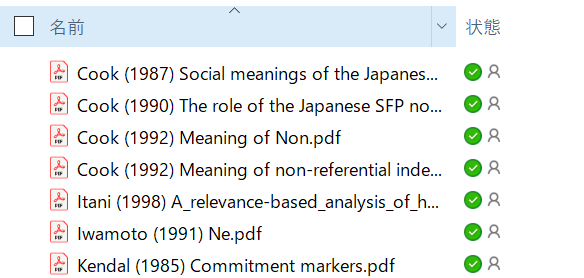 名前 状態
Cook (1987) Social meanings of the Japanes...
Cook (1990) The role of the Japanese SFP no...
Cook (1992) Meaning of Non.pdf
Cook (1992) Meaning of non-referential inde...
Itani (1998) A_relevance-based_analysis_of_h...
Iwamoto (1991) Ne.pdf
Kendal (1985) Commitment markers.pdf